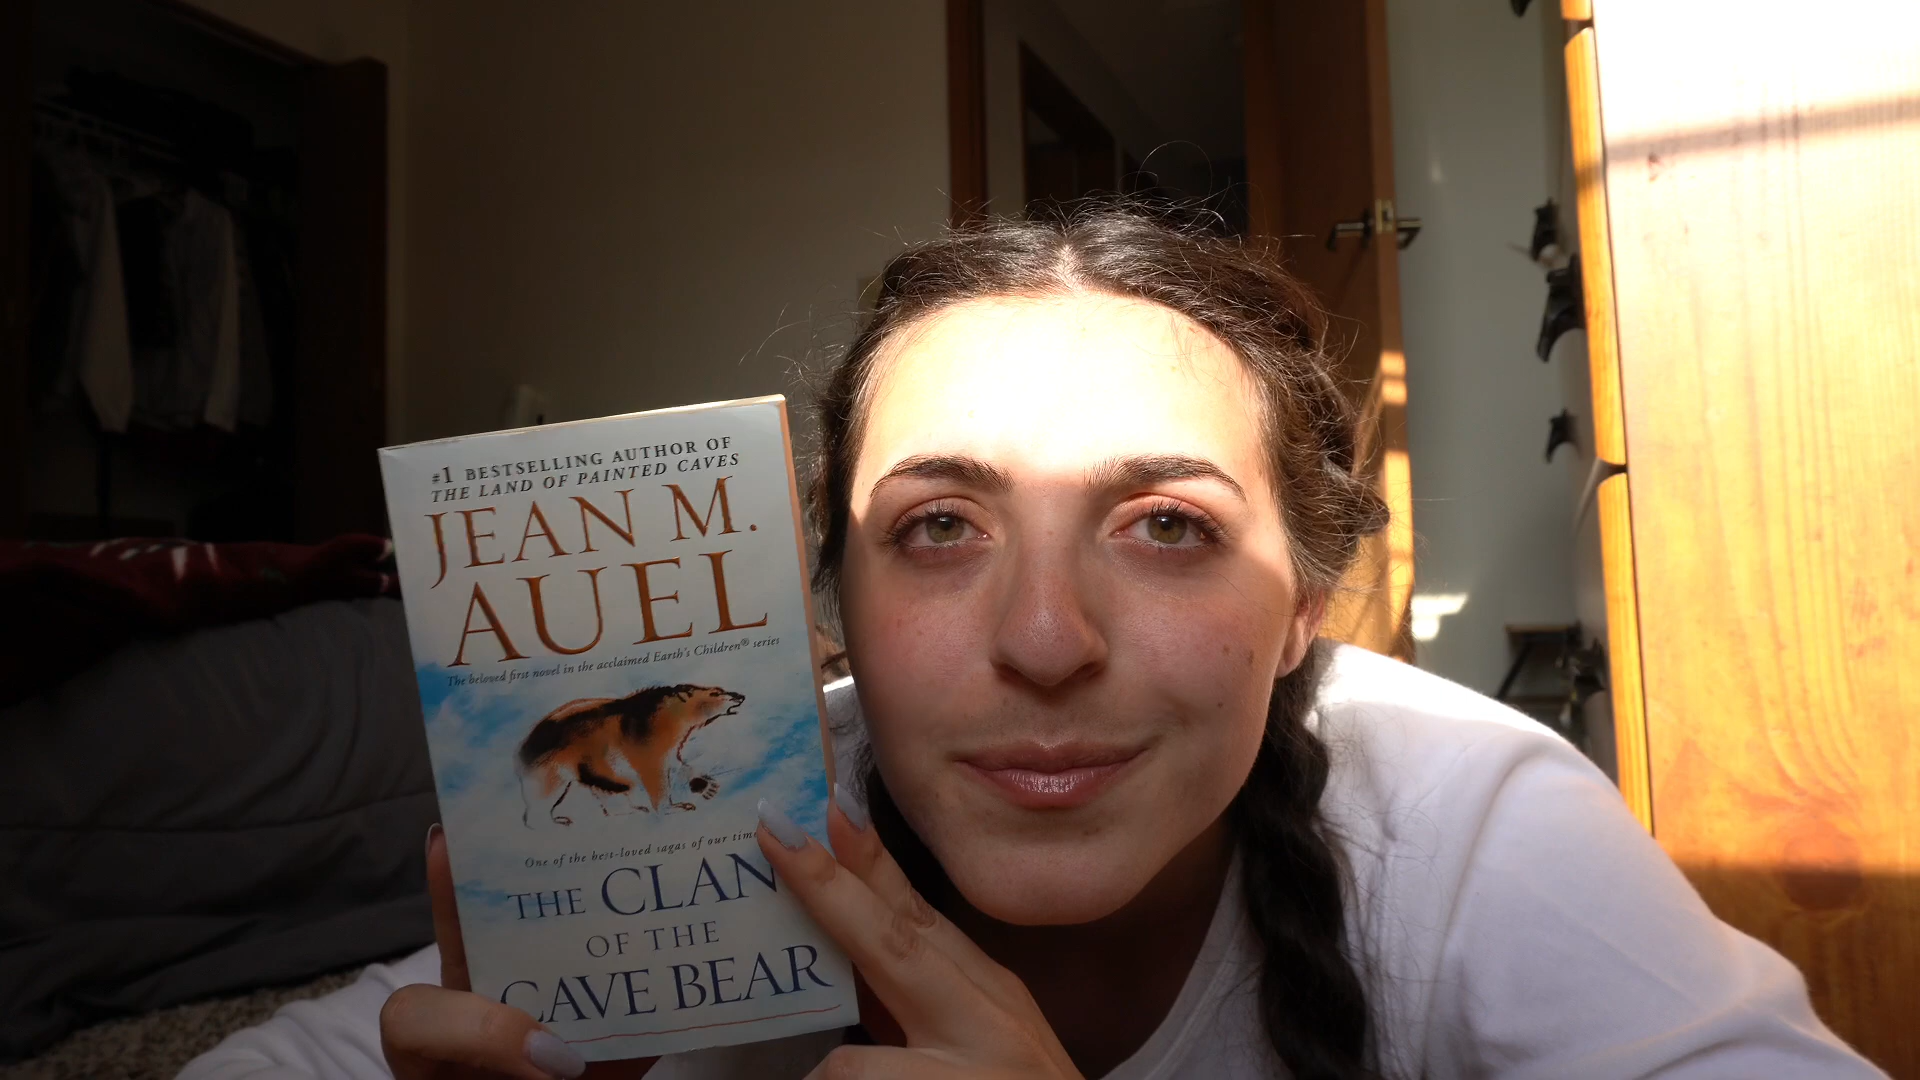 #1 BESTSELLING AUTHOR OF
THE LAND OF PAINTED CAVES
JEAN M.
AUEL
The beloved first novel in the acclaimed Earth's Children® series
One of the best-loved sagas of our time
THE CLAN
OF THE
CAVE BEAR